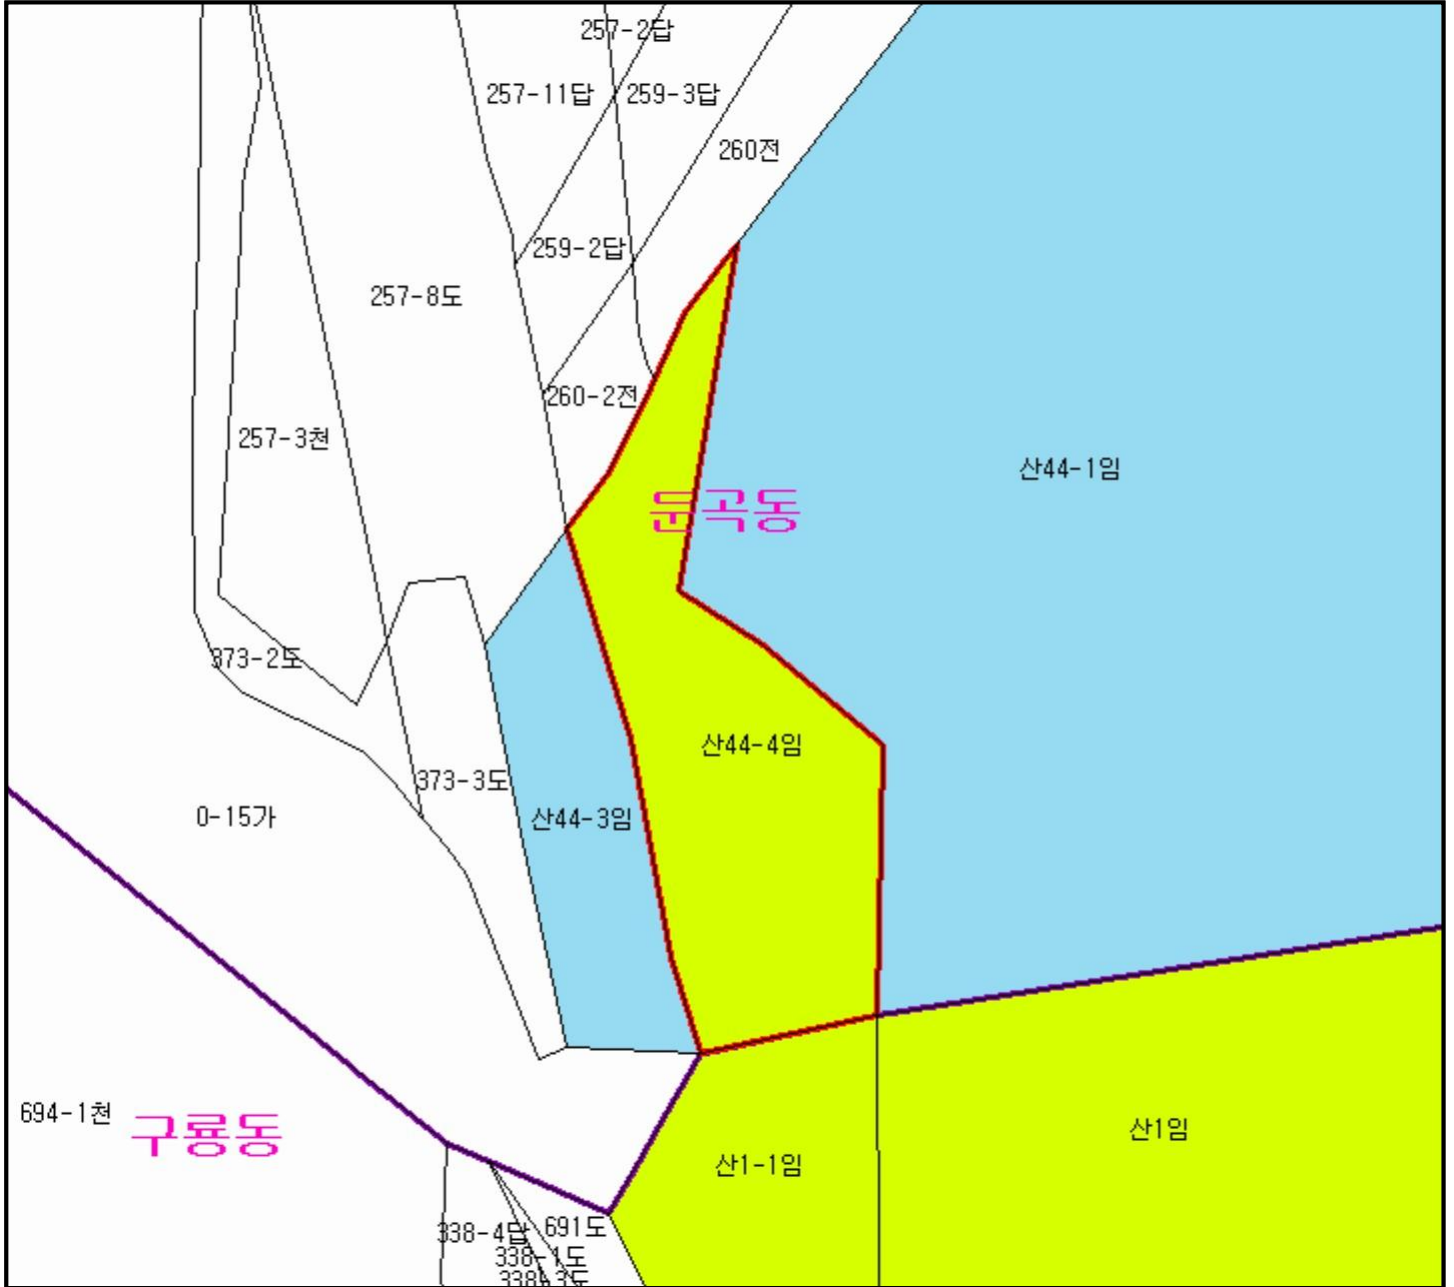 257-2답
257-11답
259-3답
260전
259-2답
257-8도
260-2전
257-3천
산44-1임
둔곡동
373-2도
산44-4임
373-3도
0-15가
산44-3임
694-1천
구룡동
산1임
산1-1임
338-4답
691도
338-1도
338-3도